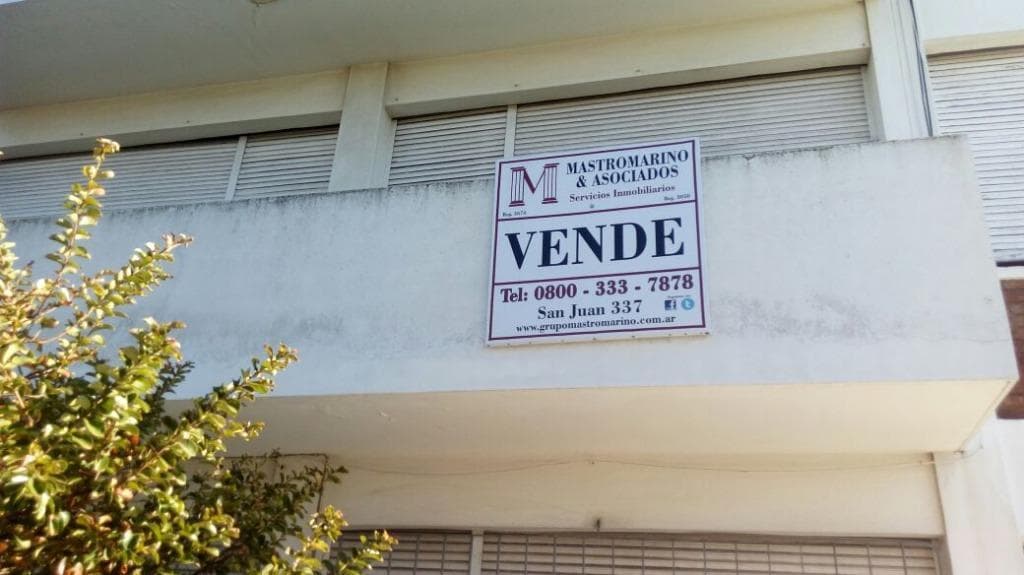 M
MASTROMARINO
& ASOCIADOS
Servicios Inmobiliarios
VENDE
Tel: 0800 - 333 - 7878
San Juan 337
www.grupomastromarino.com.ar